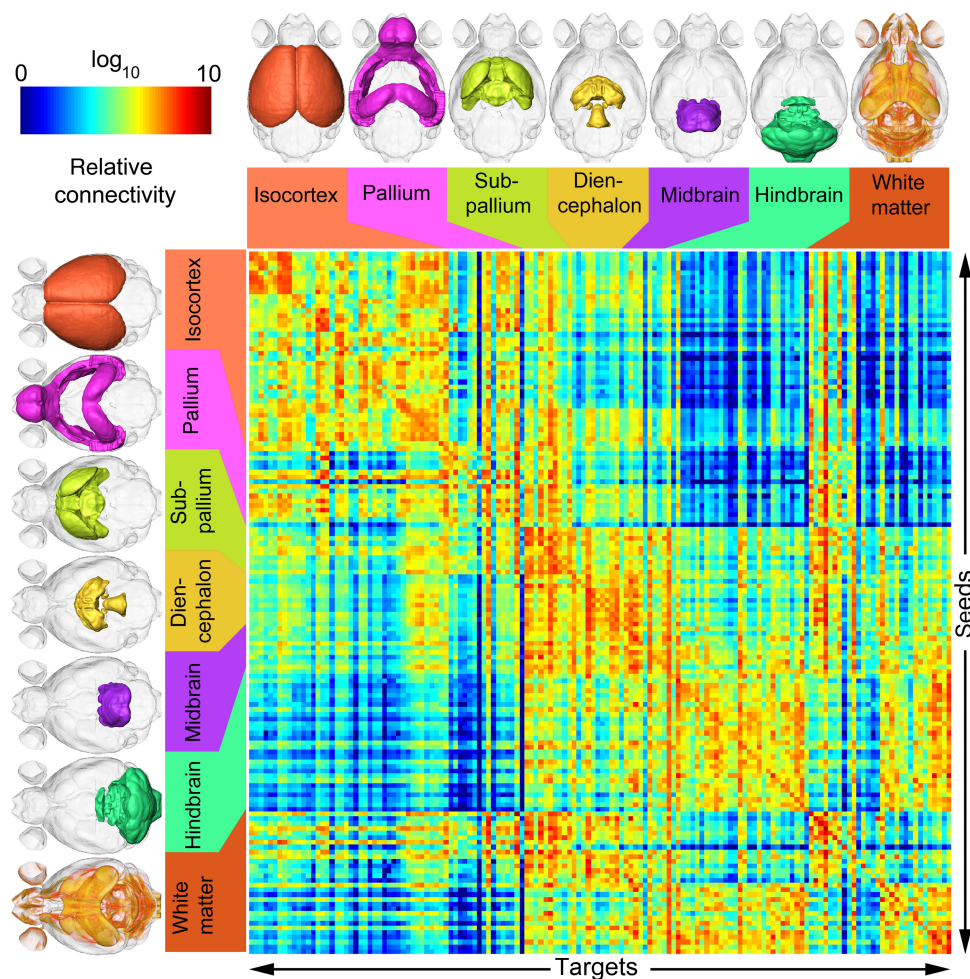 0
log10
10
Relative
connectivity
Isocortex
Pallium
Sub-
pallium
Dien-
cephalon
Midbrain
Hindbrain
White
matter
Isocortex
Pallium
Sub-
pallium
Dien-
cephalon
Midbrain
Hindbrain
White
matter
Seeds
Targets